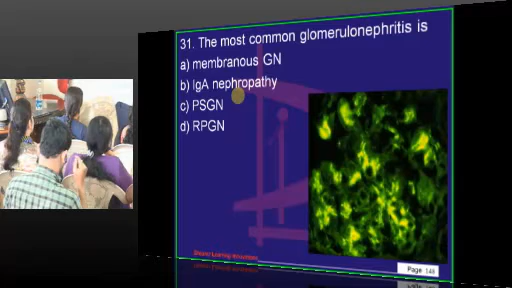 31. The most common glomerulonephritis is
a) membranous GN
b) IgA nephropathy
c) PSGN
d) RPGN
Page 149